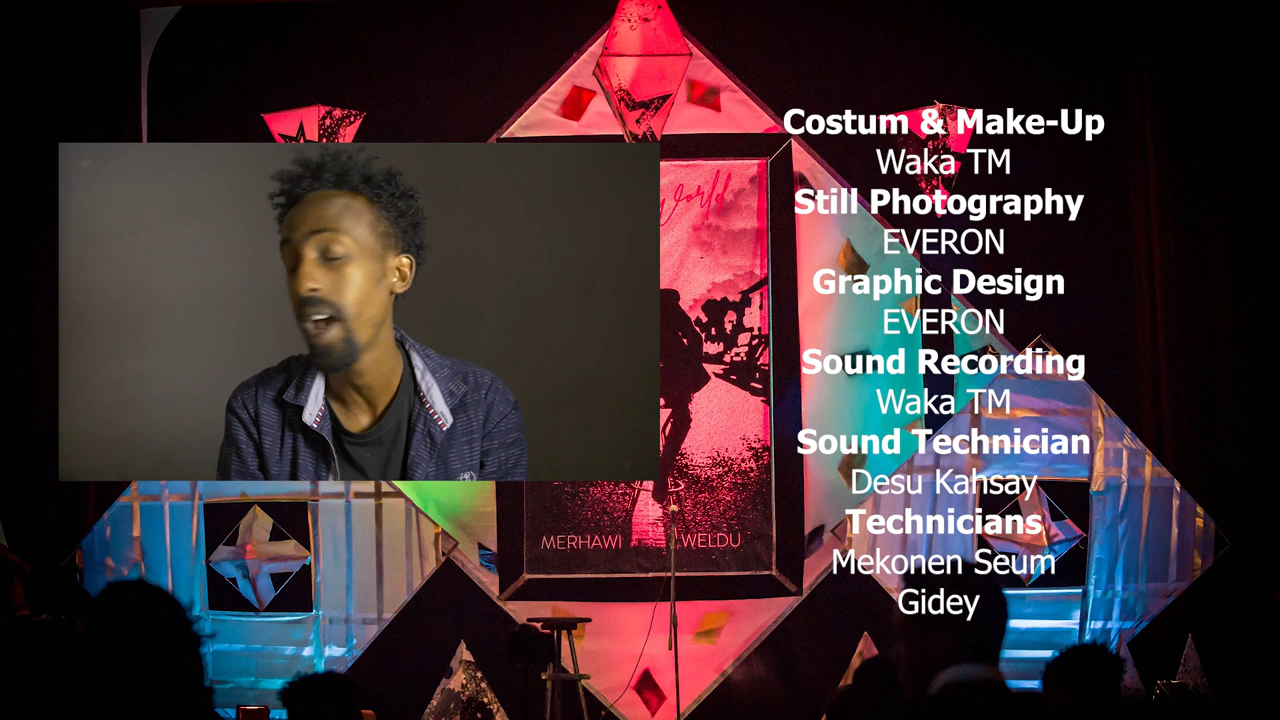 World
MERHAWI WELDU
Costum & Make-Up
Waka TM
Still Photography
EVERON
Graphic Design
EVERON
Sound Recording
Waka TM
Sound Technician
Desu Kahsay
Technicians
Mekonen Seum
Gidey